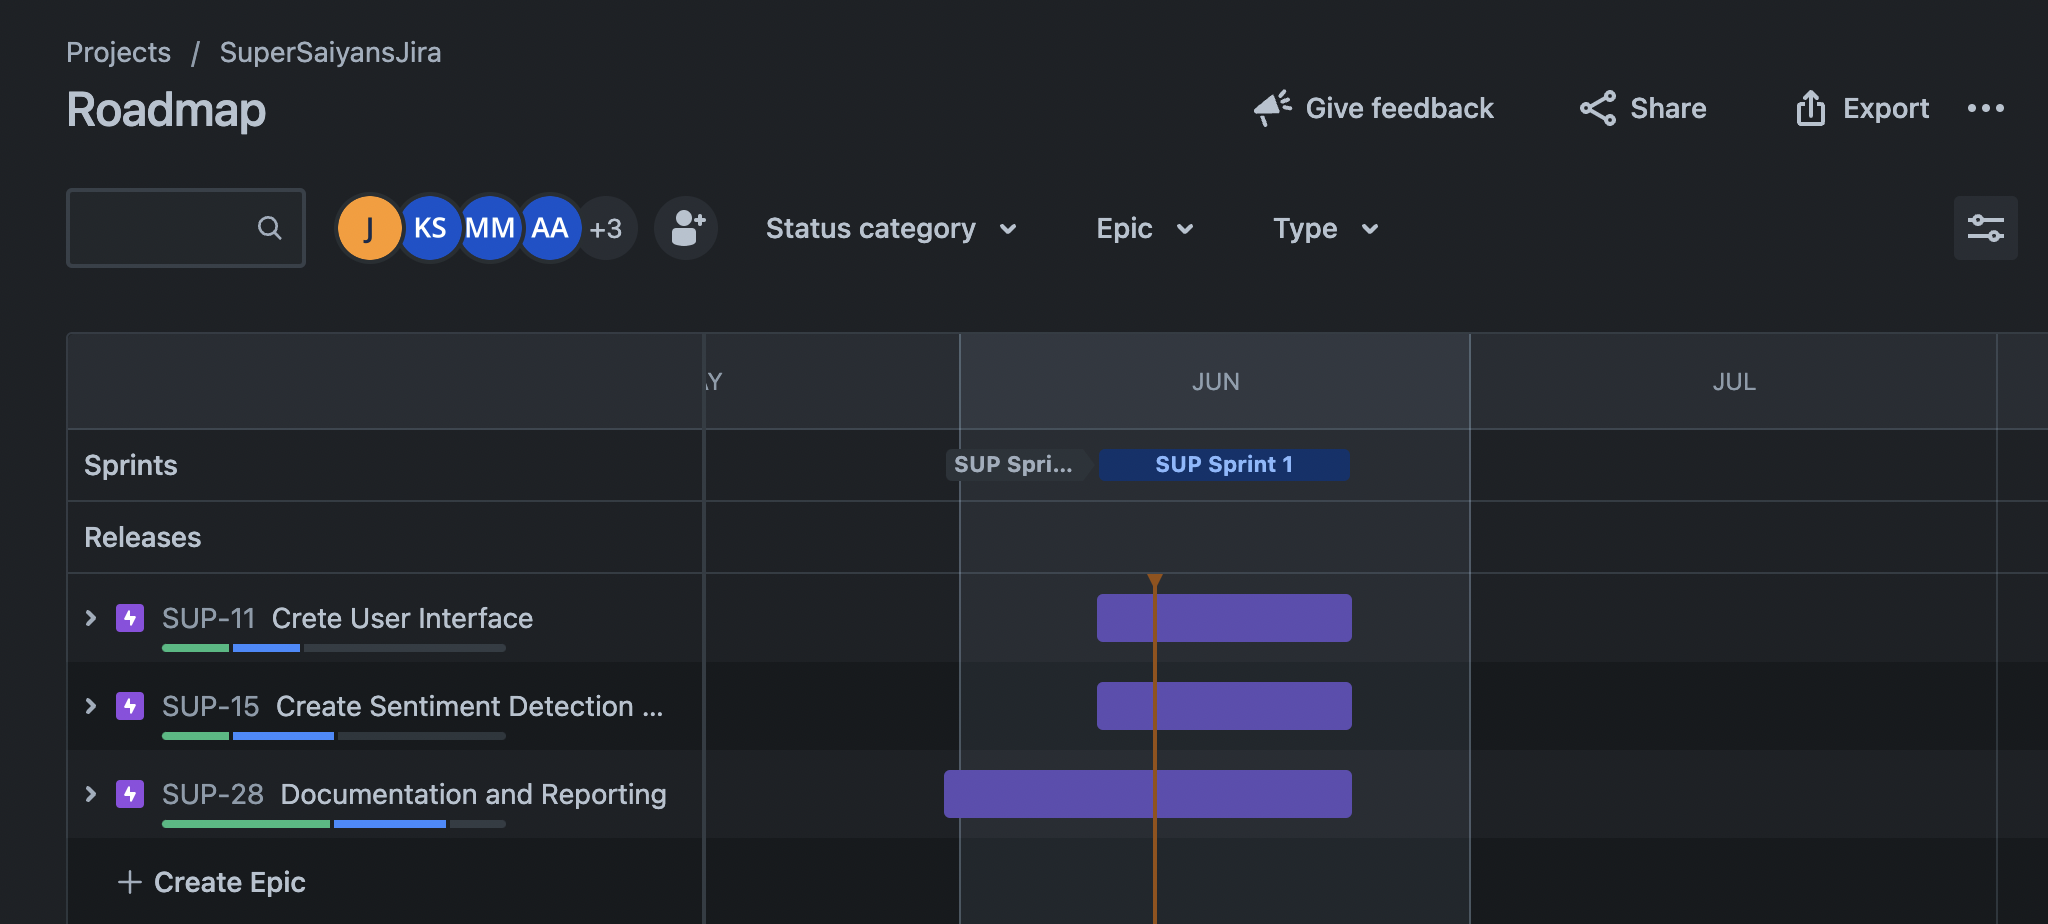 Projects / SuperSaiyansJira
Roadmap
Give feedback
Share
Export
J KS MM AA +3
Status category
Epic
Type
AY JUN JUL
Sprints
SUP Spri... SUP Sprint 1
Releases
SUP-11 Crete User Interface
SUP-15 Create Sentiment Detection ...
SUP-28 Documentation and Reporting
+ Create Epic